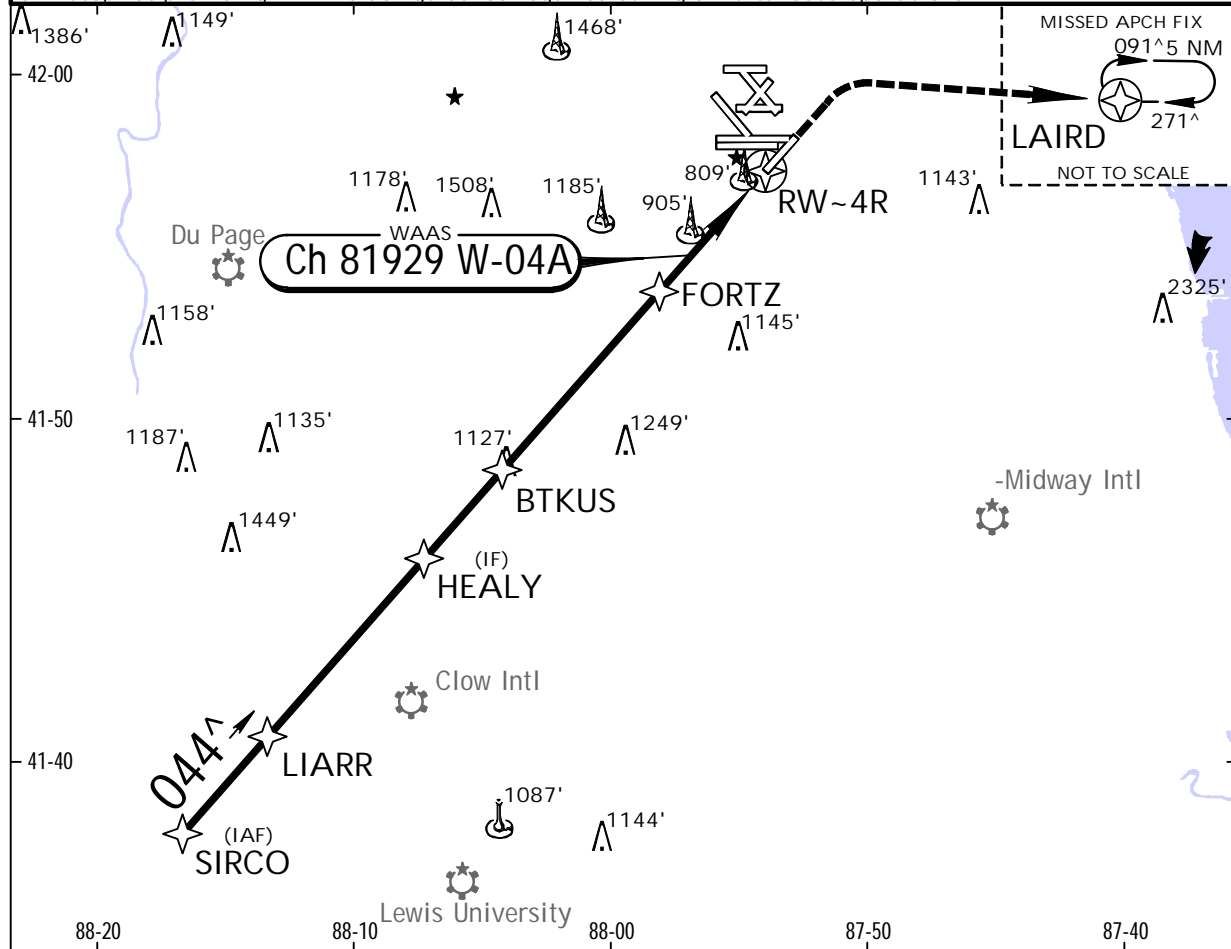 1386'
1149'
1468'
MISSED APCH FIX
091^5 NM
42-00
LAIRD
271^
NOT TO SCALE
1178'
1508'
1185'
809'
905'
RW~4R
1143'
Du Page
WAAS
Ch 81929 W-04A
FORTZ
2325'
1158'
1145'
41-50
1187'
1135'
1127'
1249'
BTKUS
-Midway Intl
1449'
(IF)
HEALY
Clow Intl
044^
41-40
LIARR
1087'
1144'
(IAF)
SIRCO
Lewis University
88-20
88-10
88-00
87-50
87-40